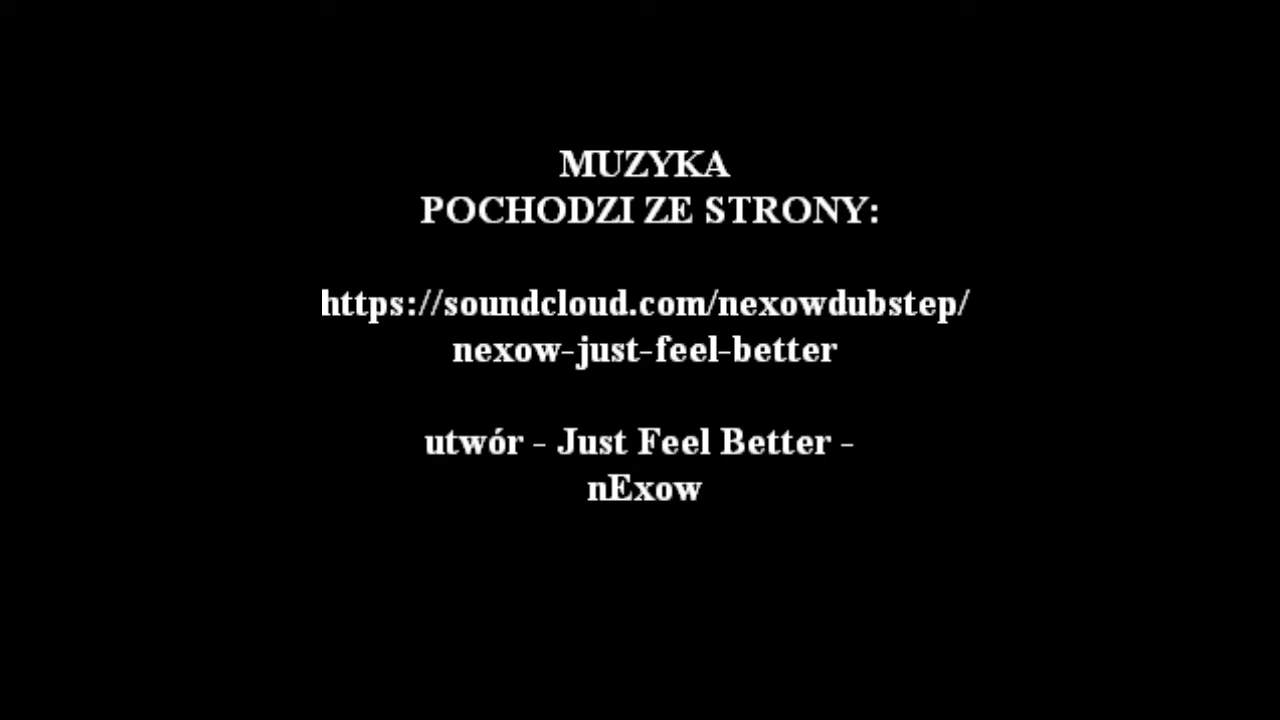 MUZYKA
POCHODZI ZE STRONY:
https://soundcloud.com/nexowdubstep/
nexow-just-feel-better
utwór - Just Feel Better -
nExow